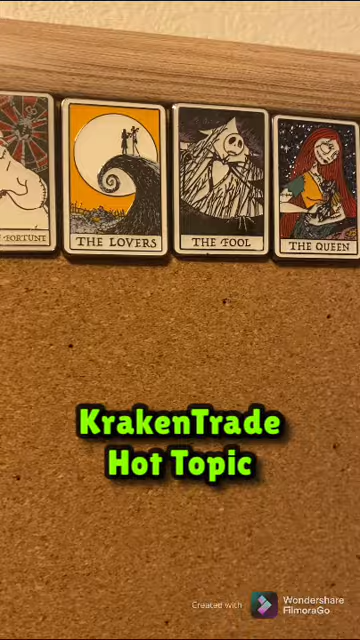 FORTUNE
THE LOVERS
THE FOOL
THE QUEEN
KrakenTrade
Hot Topic
Created with
Wondershare
FilmoraGo